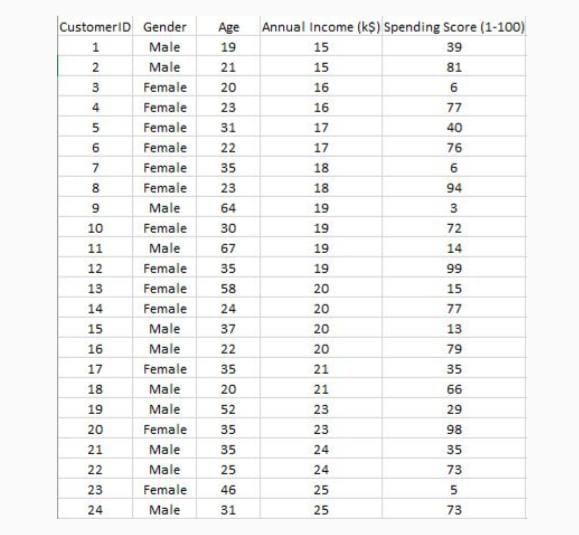 CustomerID Gender Age Annual Income (k$) Spending Score (1-100)
1 Male 19 15 39
2 Male 21 15 81
3 Female 20 16 6
4 Female 23 16 77
5 Female 31 17 40
6 Female 22 17 76
7 Female 35 18 6
8 Female 23 18 94
9 Male 64 19 3
10 Female 30 19 72
11 Male 67 19 14
12 Female 35 19 99
13 Female 58 20 15
14 Female 24 20 77
15 Male 37 20 13
16 Male 22 20 79
17 Female 35 21 35
18 Male 20 21 66
19 Male 52 23 29
20 Female 35 23 98
21 Male 35 24 35
22 Male 25 24 73
23 Female 46 25 5
24 Male 31 25 73